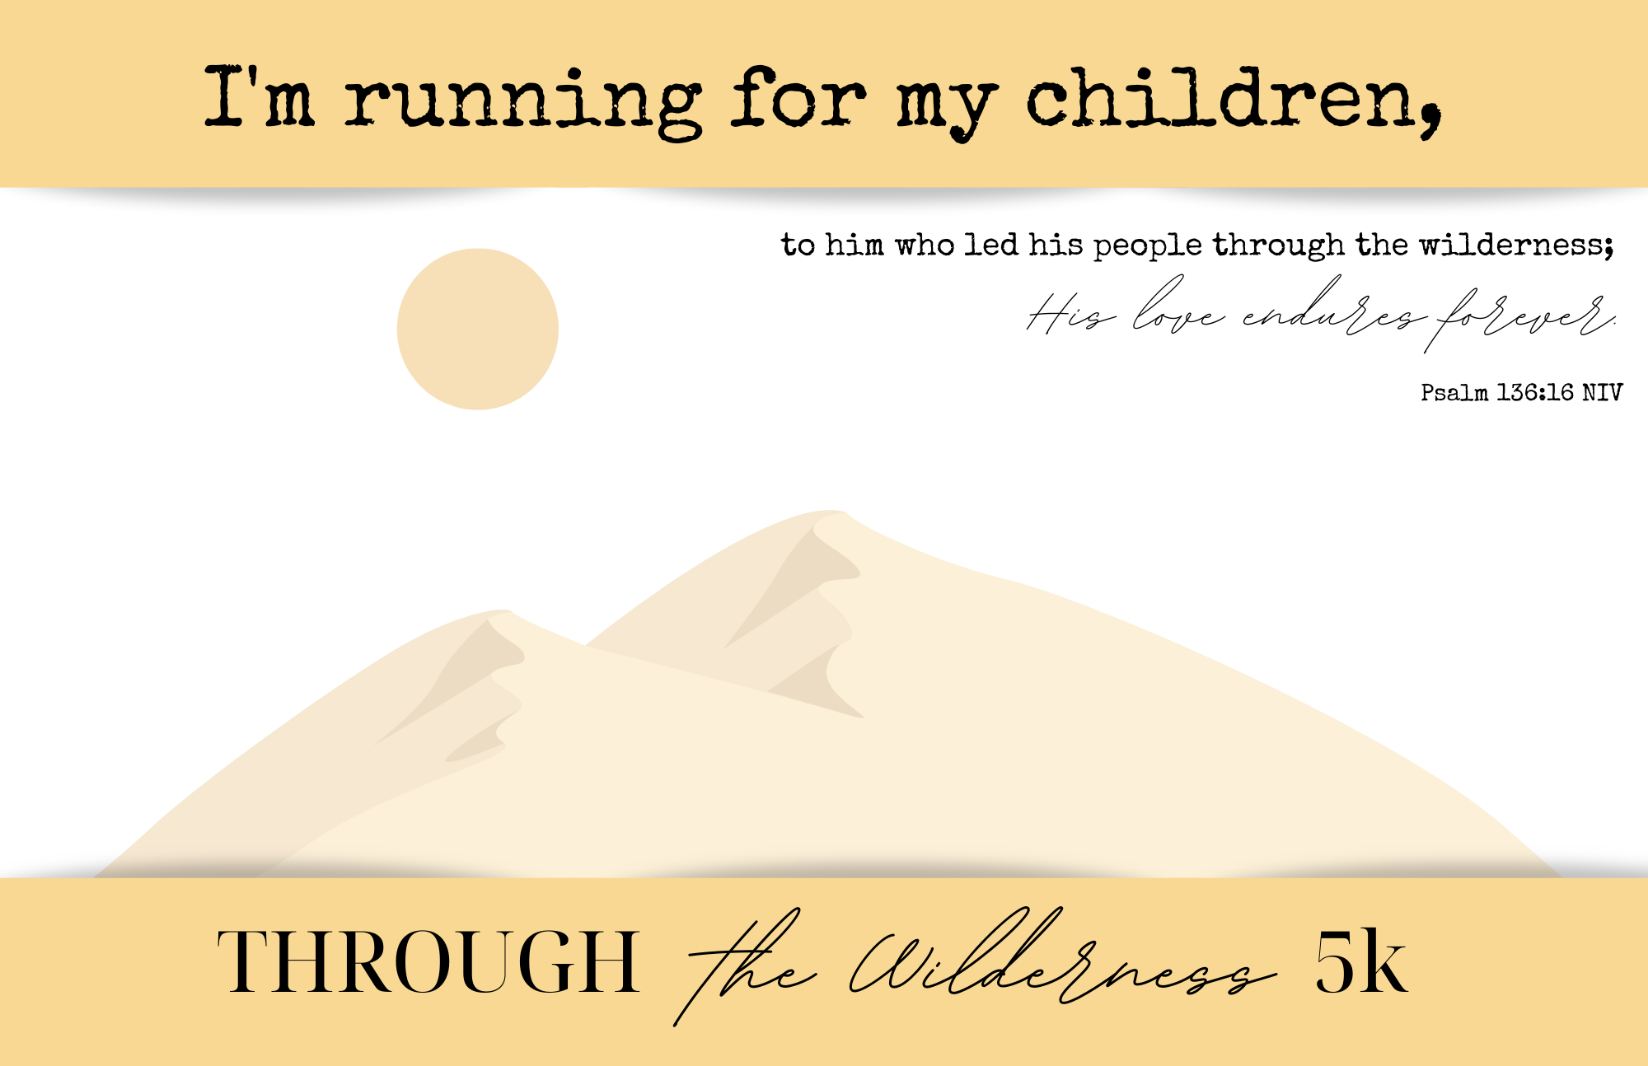 I'm running for my children,
to him who led his people through the wilderness;
His love endures forever.
Psalm 136:16 NIV
THROUGH the Wilderness 5k